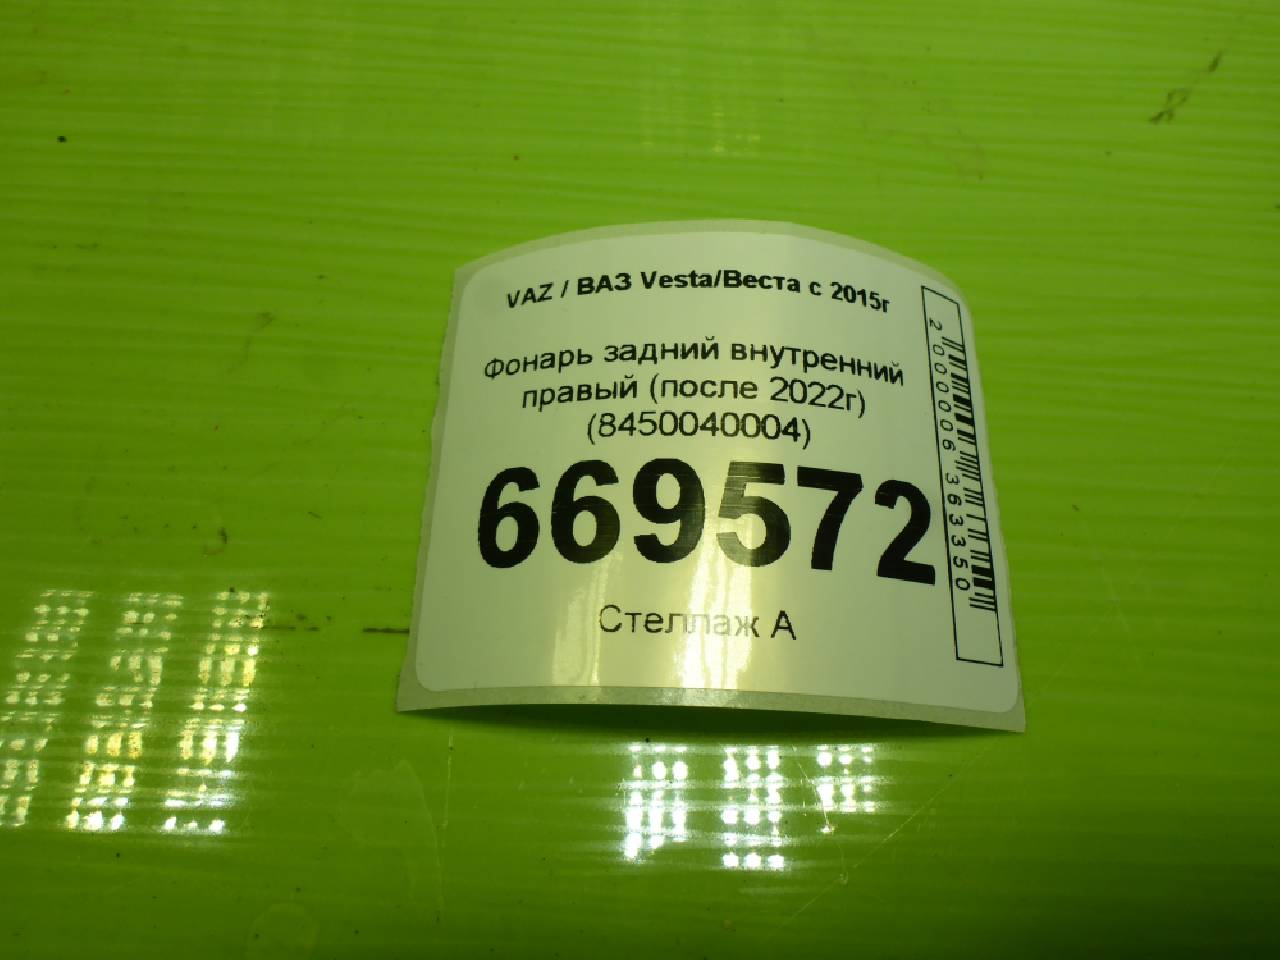 VAZ / ВАЗ Vesta/Веста с 2015г
Фонарь задний внутренний
правый (после 2022г)
(8450040004)
669572
Стеллаж А
2000006363350